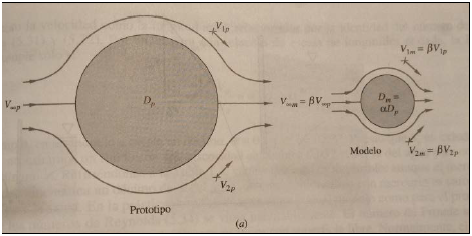 V₁ₚ
V∞ₚ
Dₚ
V₂ₚ
Prototipo
V∞ₘ = βV∞ₚ
V₁ₘ = βV₁ₚ
Dₘ =
αDₚ
V₂ₘ = βV₂ₚ
Modelo
(a)